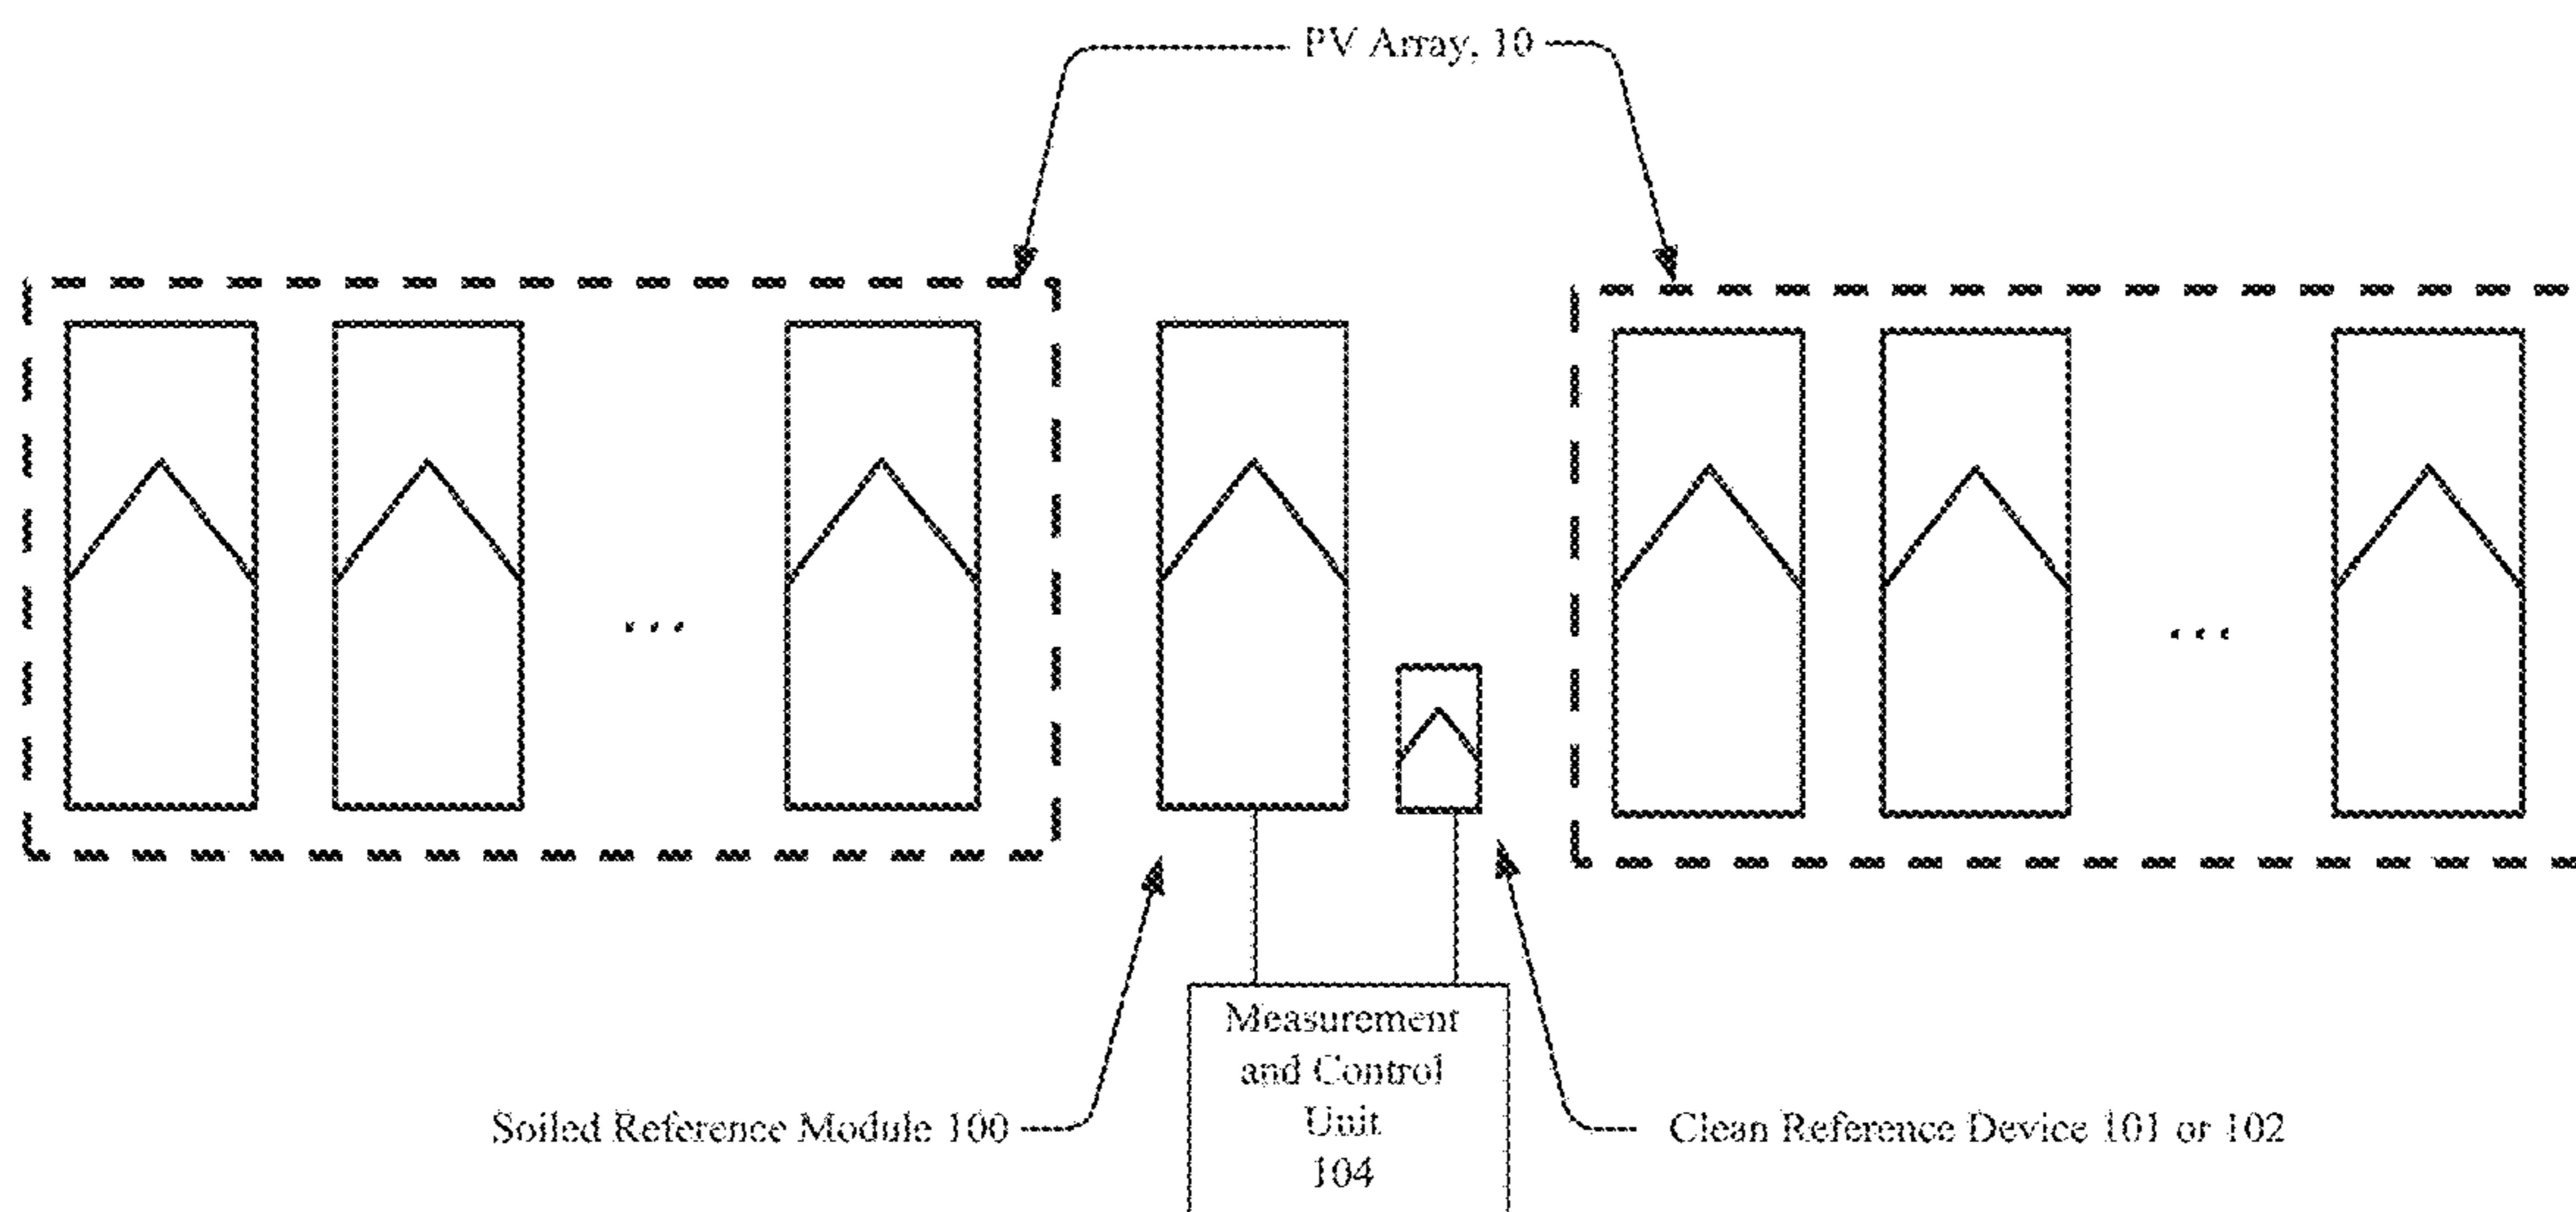 PV Array, 10
...
...
Measurement
and Control
Unit
104
Soiled Reference Module 100
Clean Reference Device 101 or 102